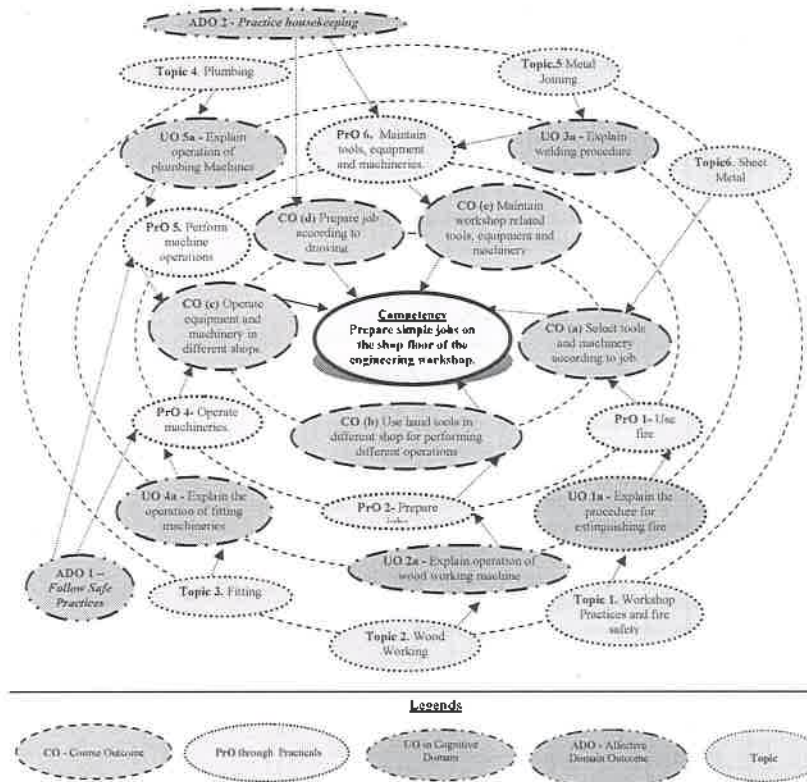 ADO 2 - Practice housekeeping
Topic 4. Plumbing
Topic.5 Metal
Joining
UO 5a - Explain
operation of
plumbing Machines
PrO 6. Maintain
tools, equipment
and machineries.
UO 3a - Explain
welding procedure
Topic6. Sheet
Metal
PrO 5. Perform
machine
operations
CO (d) Prepare job
according to
drawing
CO (e) Maintain
workshop related
tools, equipment and
machinery
CO (c) Operate
equipment and
machinery in
different shops
Competency
Prepare simple jobs on
the shop floor of the
engineering workshop.
CO (a) Select tools
and machinery
according to job
PrO 4- Operate
machineries.
CO (b) Use hand tools in
different shop for performing
different operations
PrO 1- Use
fire
UO 4a - Explain the
operation of fitting
machineries
PrO 2- Prepare
UO 1a - Explain the
procedure for
extinguishing fire
ADO 1 –
Follow Safe
Practices
Topic 3. Fitting
UO 2a - Explain operation of
wood working machine
Topic 2. Wood
Working
Topic 1. Workshop
Practices and fire
safety
Legends
CO - Course Outcome
PrO through Practicals
UO in Cognitive
Domain
ADO - Affective
Domain Outcome
Topic